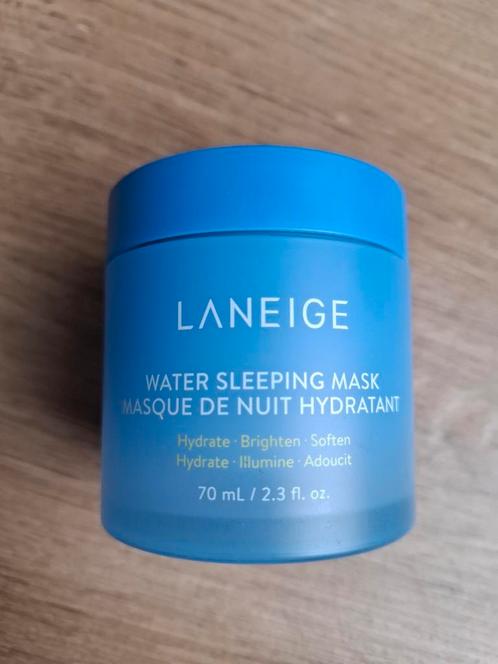 LANEIGE
WATER SLEEPING MASK
MASQUE DE NUIT HYDRATANT
Hydrate · Brighten · Soften
Hydrate · Illumine · Adoucit
70 mL / 2.3 fl. oz.